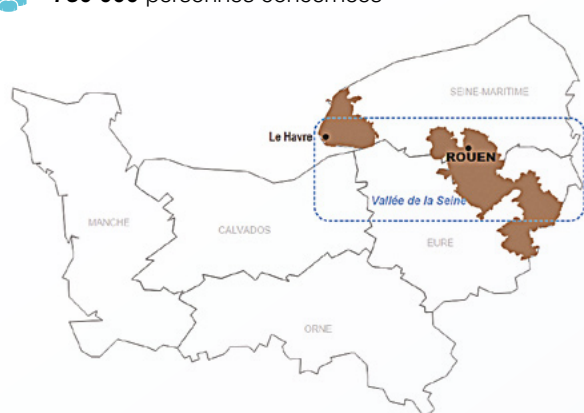 personnes concernées
SEINE-MARITIME
Le Havre
ROUEN
Vallée de la Seine
MANCHE
CALVADOS
EURE
ORNE